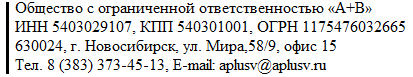 Общество с ограниченной ответственностью «А+В»
ИНН 5403029107, КПП 540301001, ОГРН 1175476032665
630024, г. Новосибирск, ул. Мира,58/9, офис 15
Тел. 8 (383) 373-45-13, E-mail: aplusv@aplusv.ru